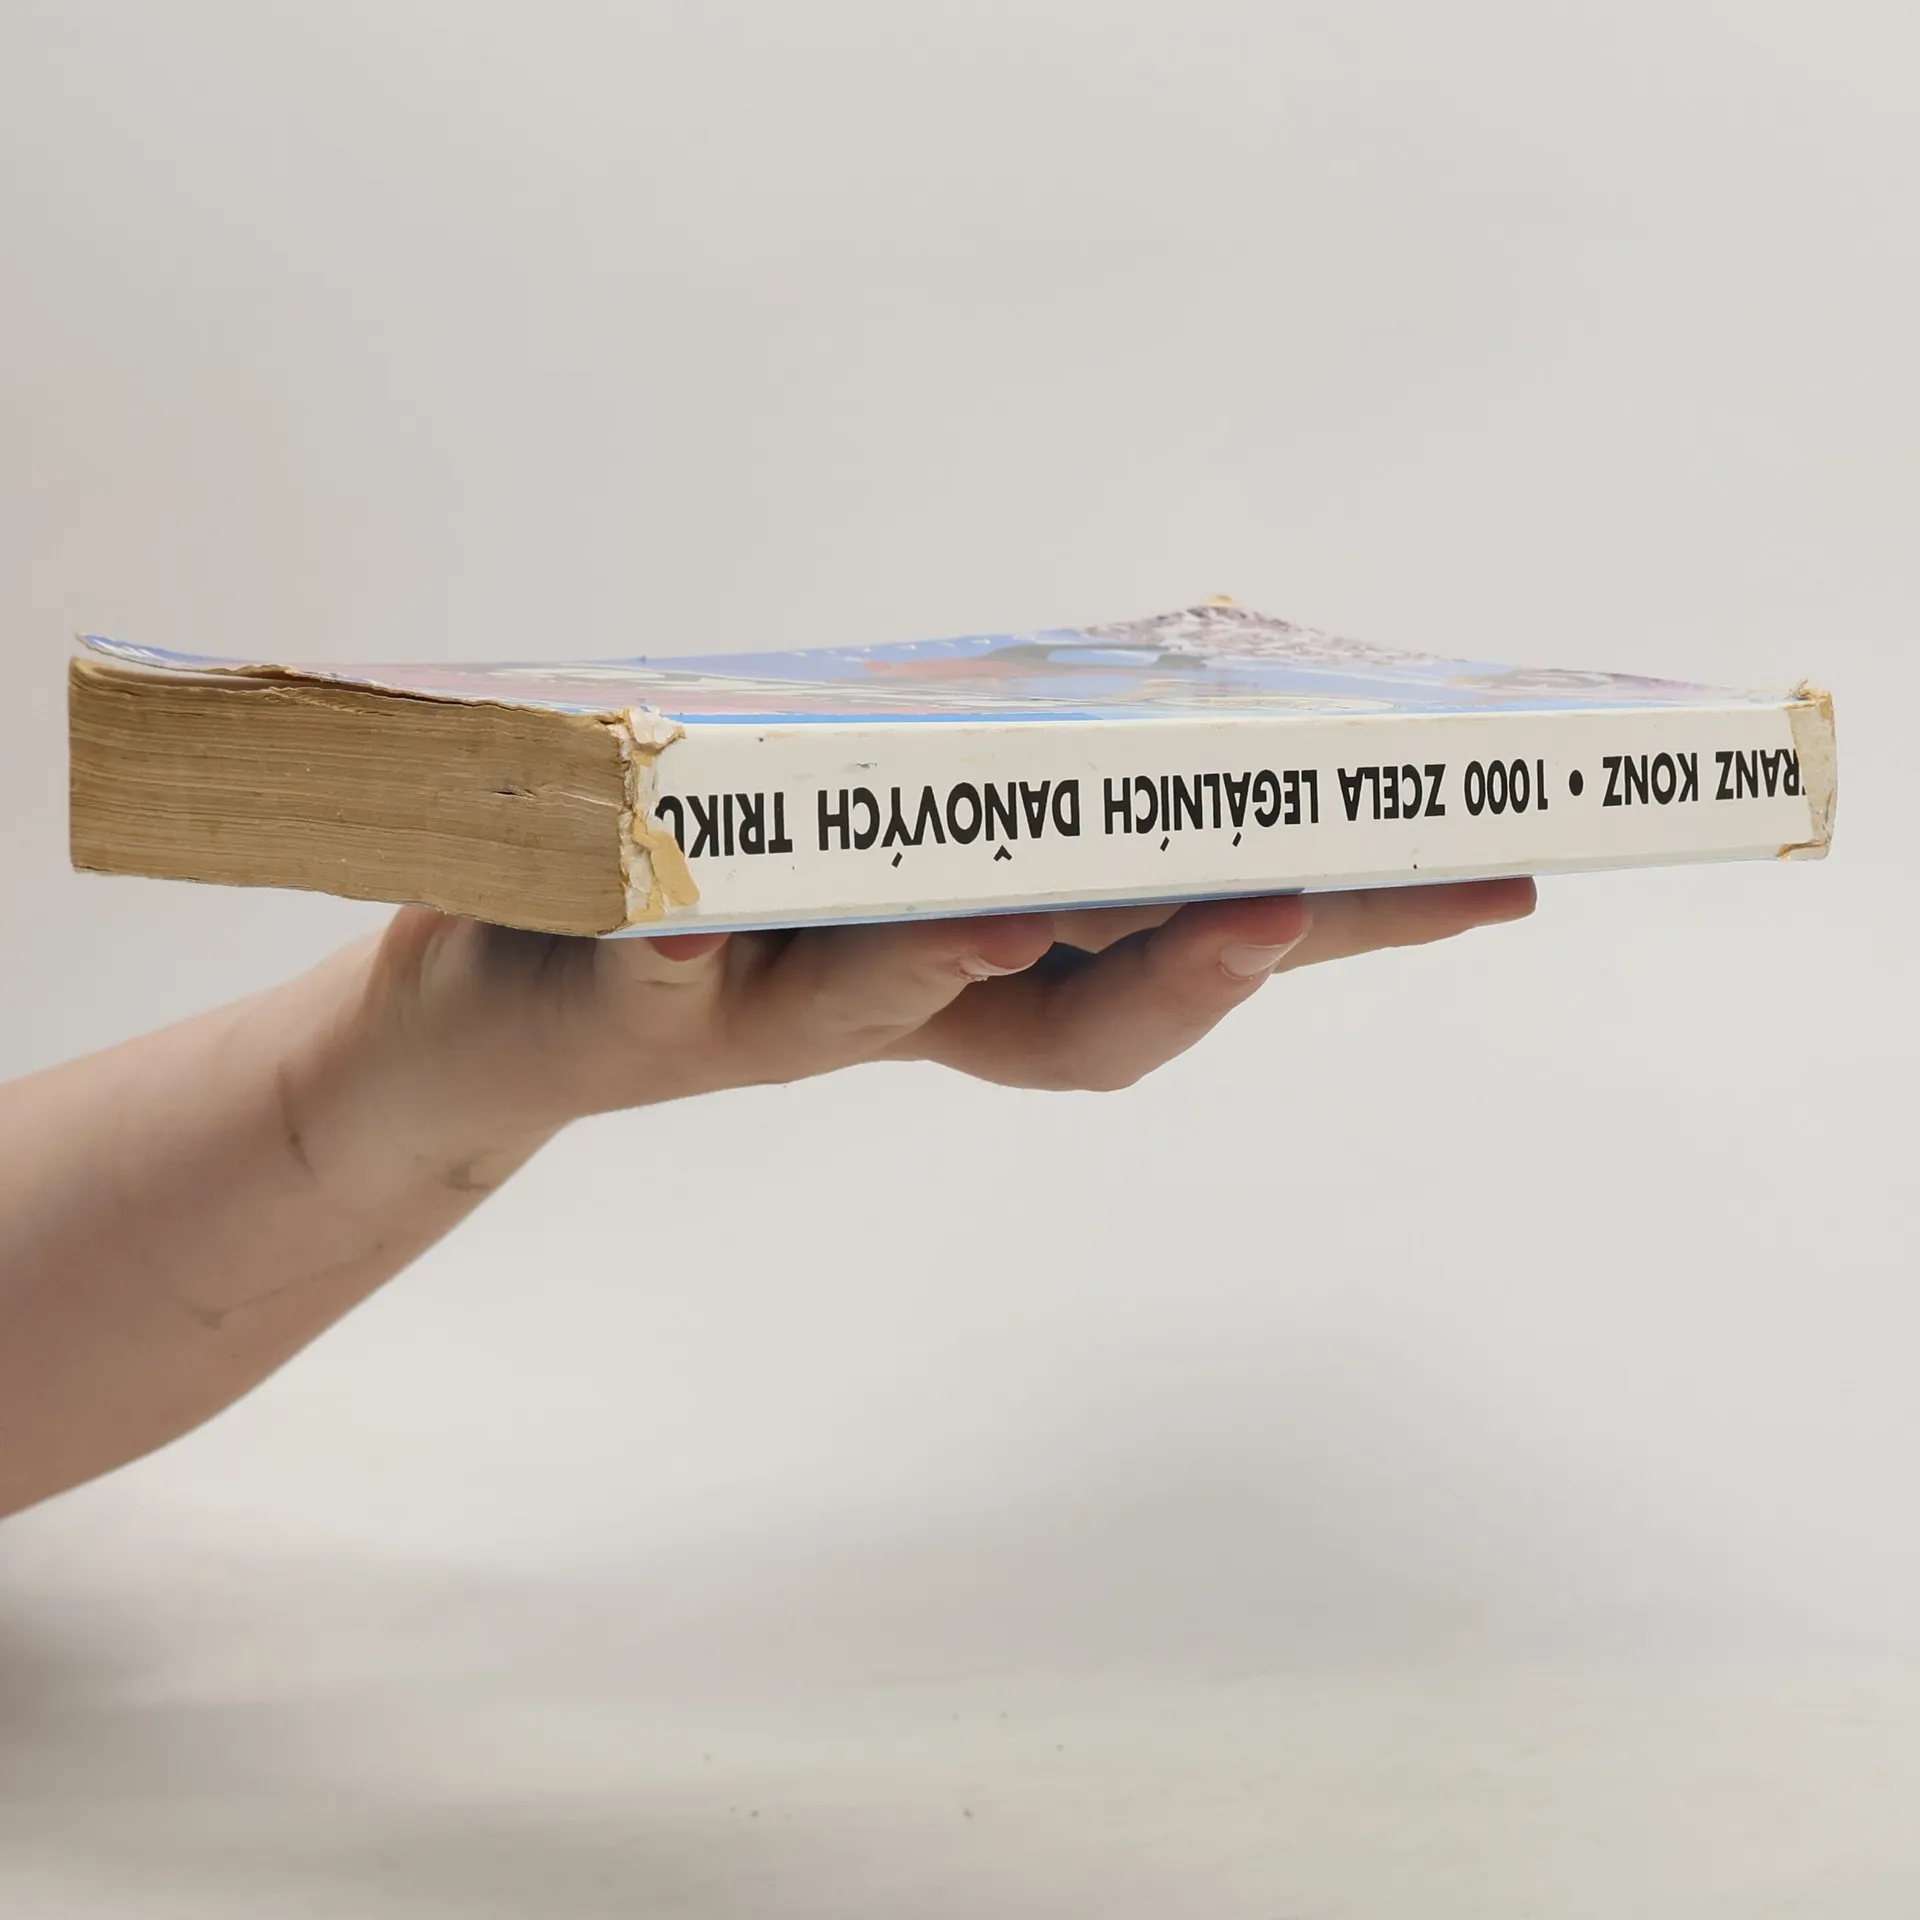 RANZ KONZ • 1000 ZCELA LEGÁLNÍCH DAŇOVÝCH TRIKŮ